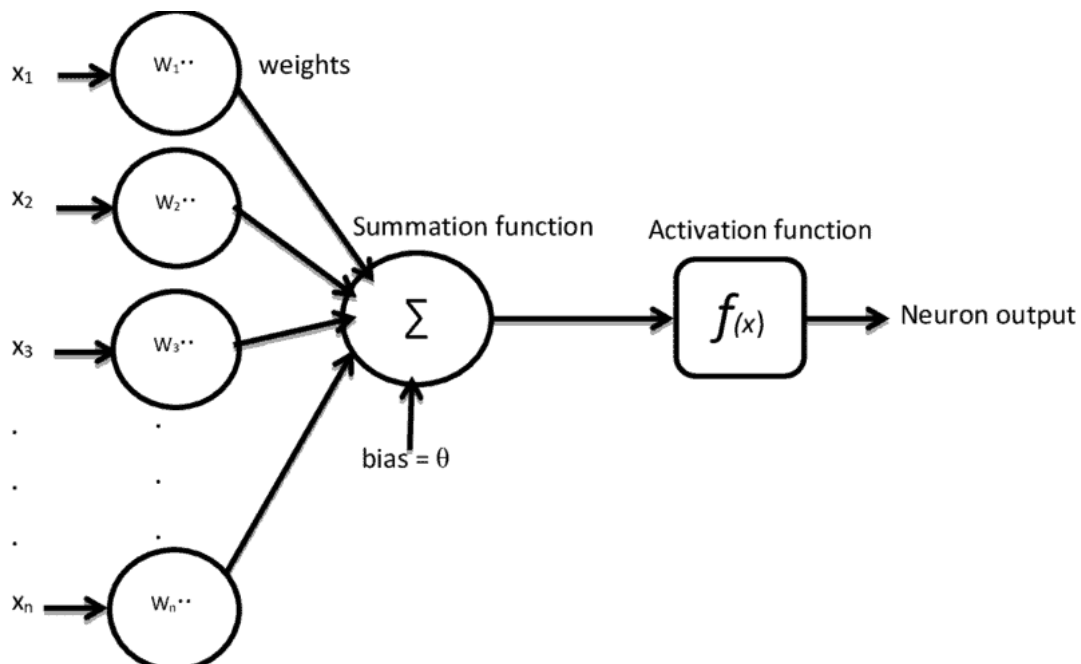 x₁
W₁··
weights
x₂
W₂··
Summation function
Activation function
∑
f(x)
Neuron output
x₃
W₃··
bias = θ
.
.
.
.
.
.
xₙ
Wₙ··